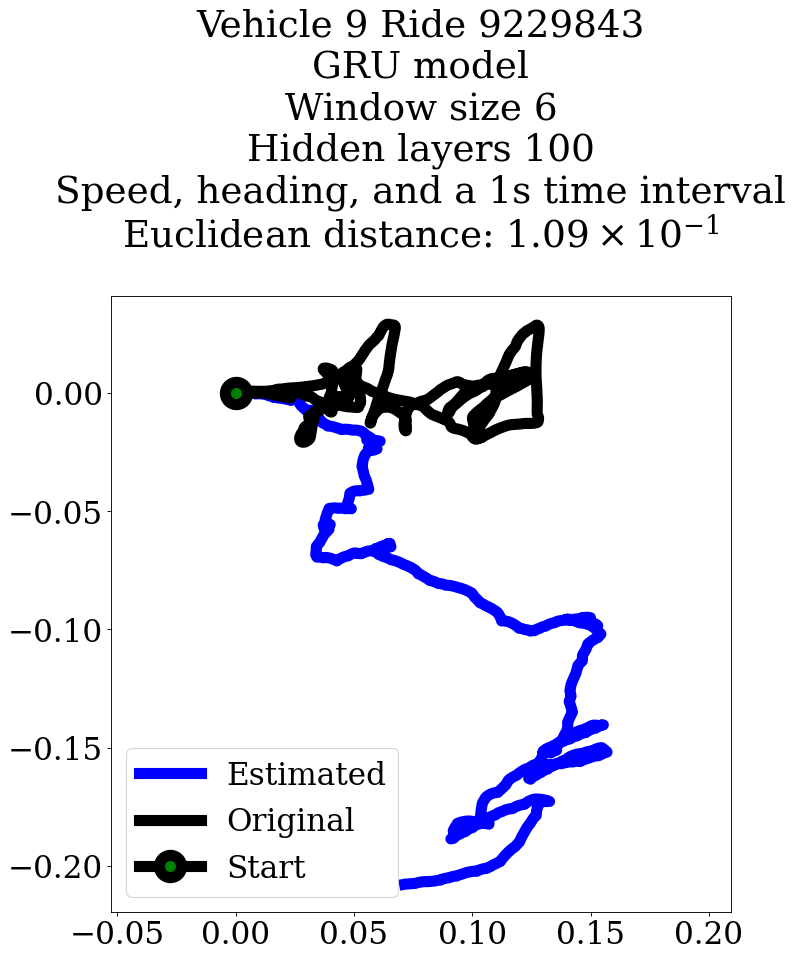 Vehicle 9 Ride 9229843
GRU model
Window size 6
Hidden layers 100
Speed, heading, and a 1s time interval
Euclidean distance: 1.09 × 10⁻¹
0.00
−0.05
−0.10
−0.15
−0.20
Estimated
Original
Start
−0.05 0.00 0.05 0.10 0.15 0.20